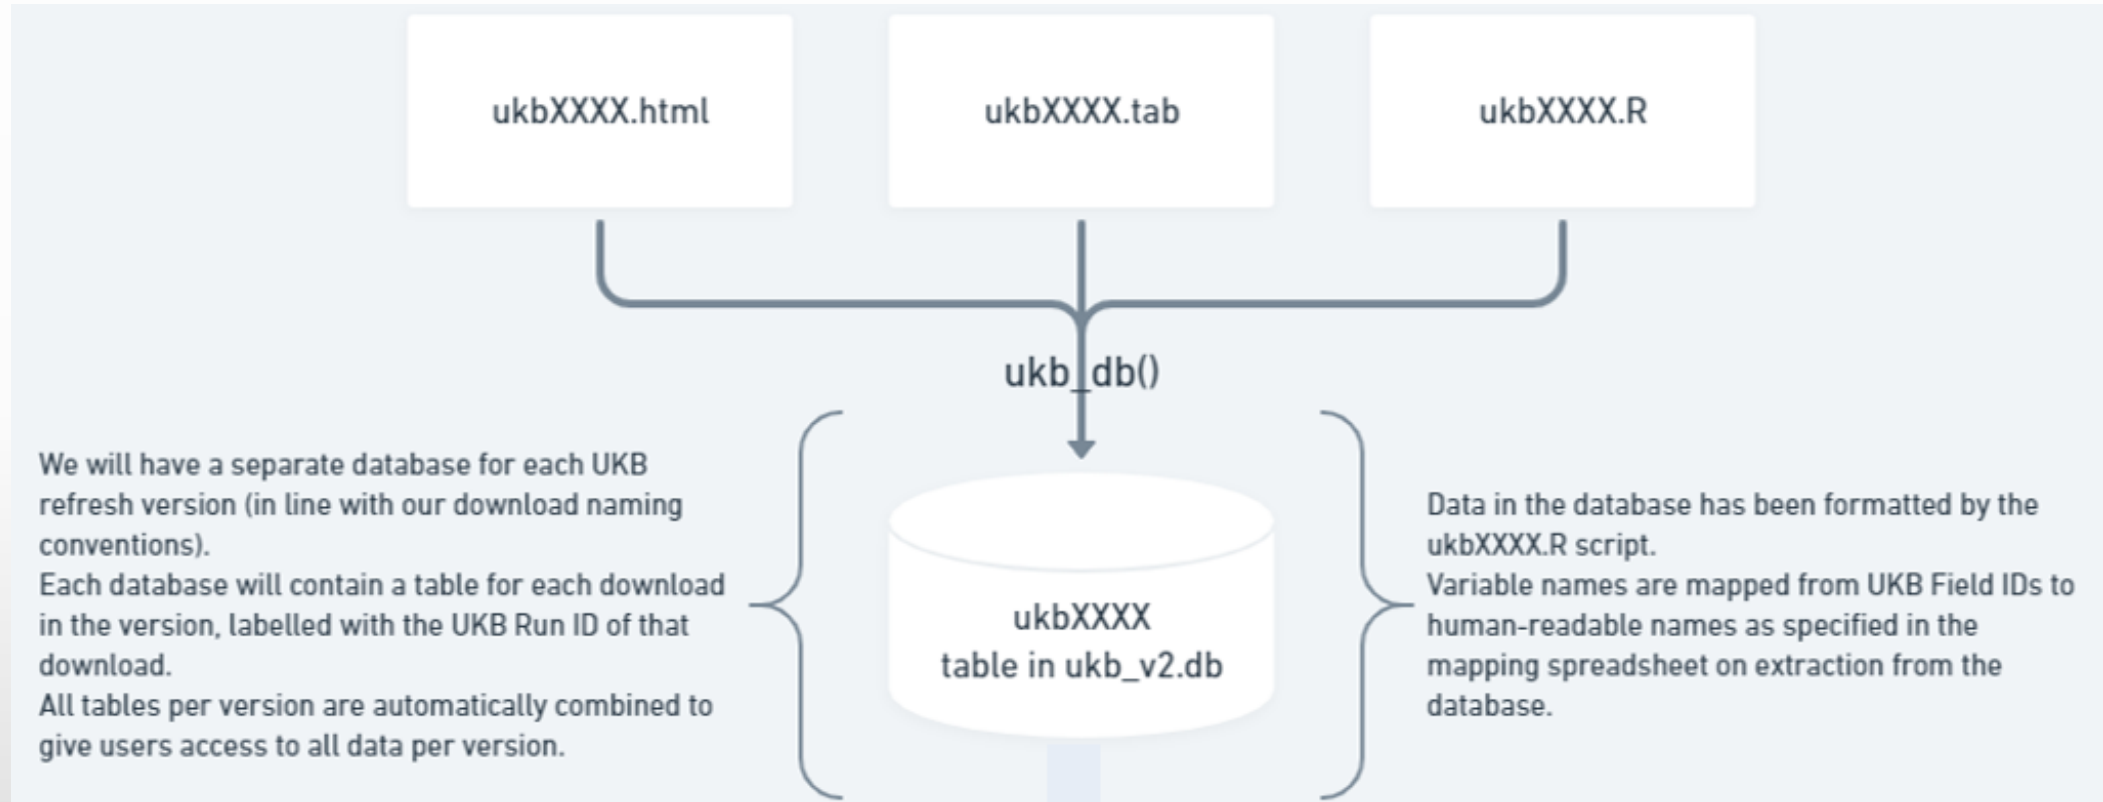 ukbXXXX.html
ukbXXXX.tab
ukbXXXX.R
ukb_db()
We will have a separate database for each UKB
refresh version (in line with our download naming
conventions).
Each database will contain a table for each download
in the version, labelled with the UKB Run ID of that
download.
All tables per version are automatically combined to
give users access to all data per version.
ukbXXXX
table in ukb_v2.db
Data in the database has been formatted by the
ukbXXXX.R script.
Variable names are mapped from UKB Field IDs to
human-readable names as specified in the
mapping spreadsheet on extraction from the
database.